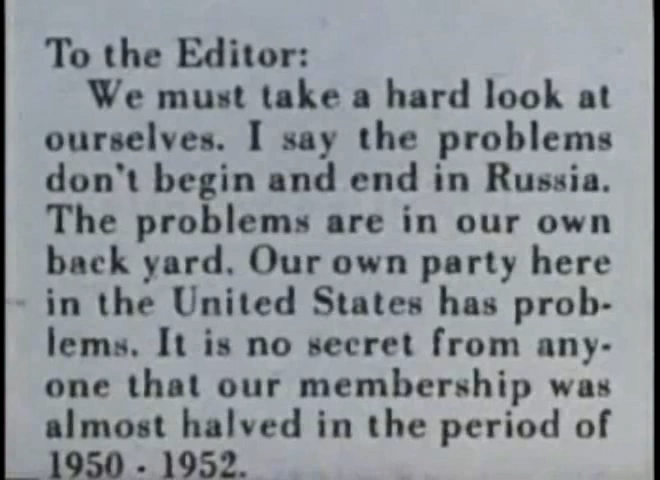 To the Editor:
We must take a hard look at
ourselves. I say the problems
don't begin and end in Russia.
The problems are in our own
back yard. Our own party here
in the United States has prob-
lems. It is no secret from any-
one that our membership was
almost halved in the period of
1950 - 1952.